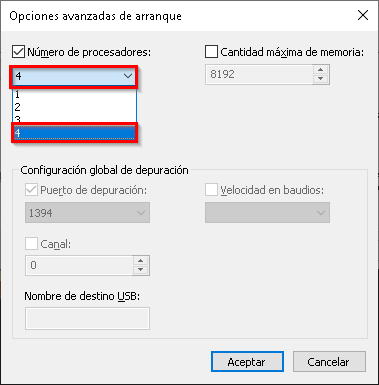 Opciones avanzadas de arranque
Número de procesadores:
Cantidad máxima de memoria:
4
8192
1
2
3
4
Configuración global de depuración
Puerto de depuración:
Velocidad en baudios:
1394
Canal:
0
Nombre de destino USB:
Aceptar
Cancelar